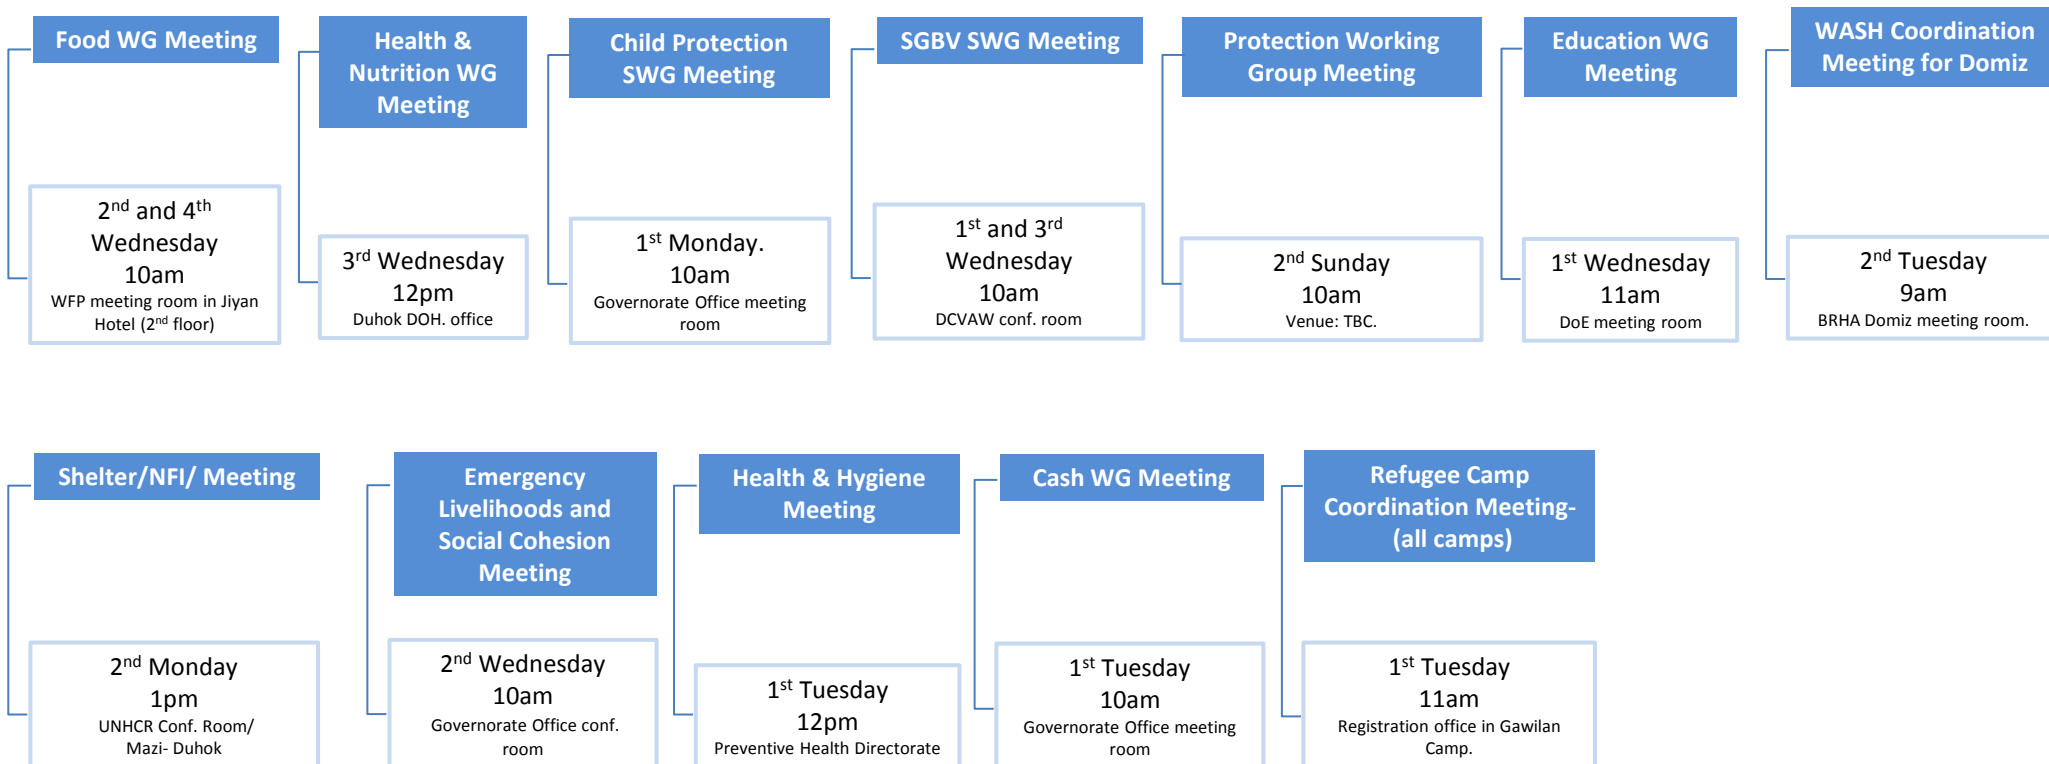 Food WG Meeting
2nd and 4th
Wednesday
10am
WFP meeting room in Jiyan
Hotel (2nd floor)
Health &
Nutrition WG
Meeting
3rd Wednesday
12pm
Duhok DOH. office
Child Protection
SWG Meeting
1st Monday.
10am
Governorate Office meeting
room
SGBV SWG Meeting
1st and 3rd
Wednesday
10am
DCVAW conf. room
Protection Working
Group Meeting
2nd Sunday
10am
Venue: TBC.
Education WG
Meeting
1st Wednesday
11am
DoE meeting room
WASH Coordination
Meeting for Domiz
2nd Tuesday
9am
BRHA Domiz meeting room.
Shelter/NFI/ Meeting
2nd Monday
1pm
UNHCR Conf. Room/
Mazi- Duhok
Emergency
Livelihoods and
Social Cohesion
Meeting
2nd Wednesday
10am
Governorate Office conf.
room
Health & Hygiene
Meeting
1st Tuesday
12pm
Preventive Health Directorate
Cash WG Meeting
1st Tuesday
10am
Governorate Office meeting
room
Refugee Camp
Coordination Meeting-
(all camps)
1st Tuesday
11am
Registration office in Gawilan
Camp.